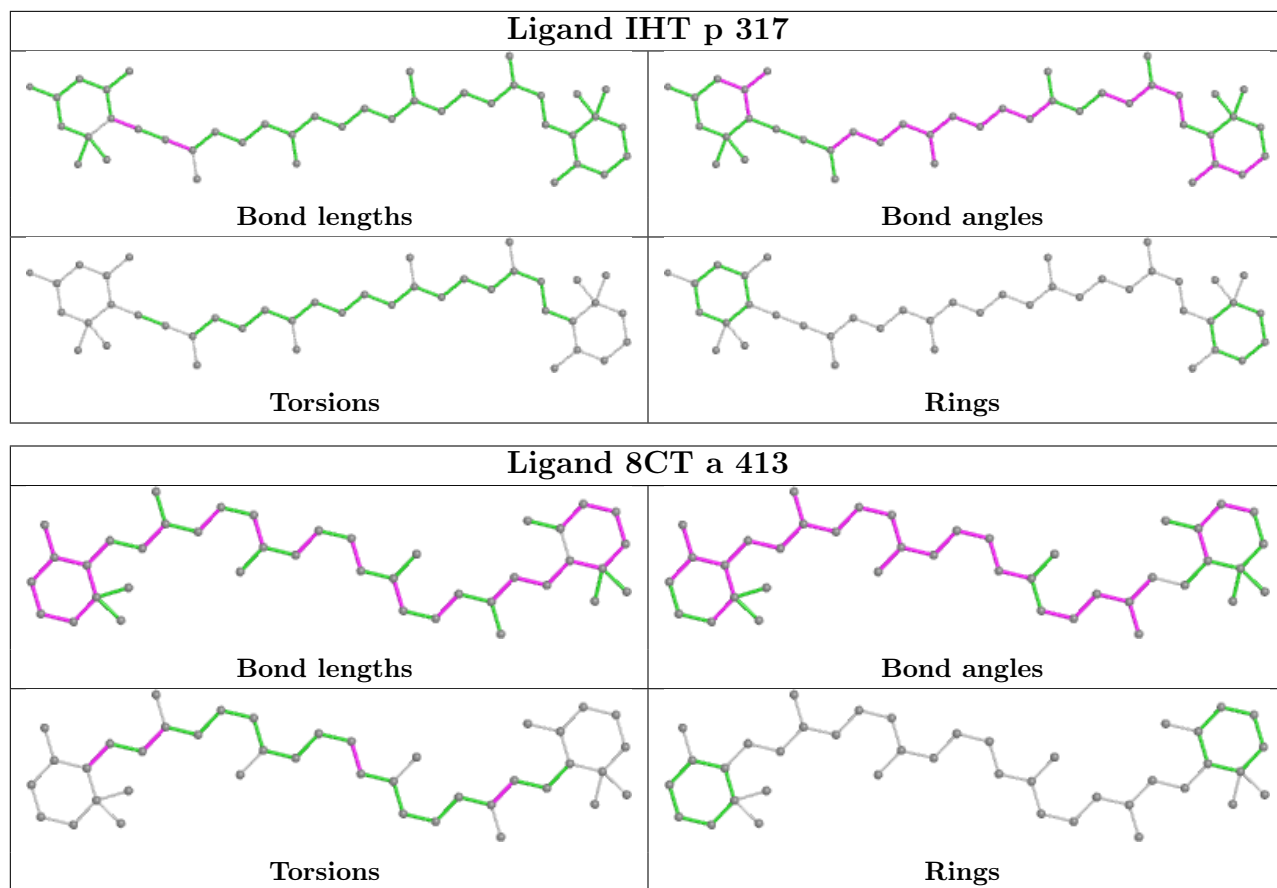 Ligand IHT p 317
Bond lengths
Bond angles
Torsions
Rings
Ligand 8CT a 413
Bond lengths
Bond angles
Torsions
Rings